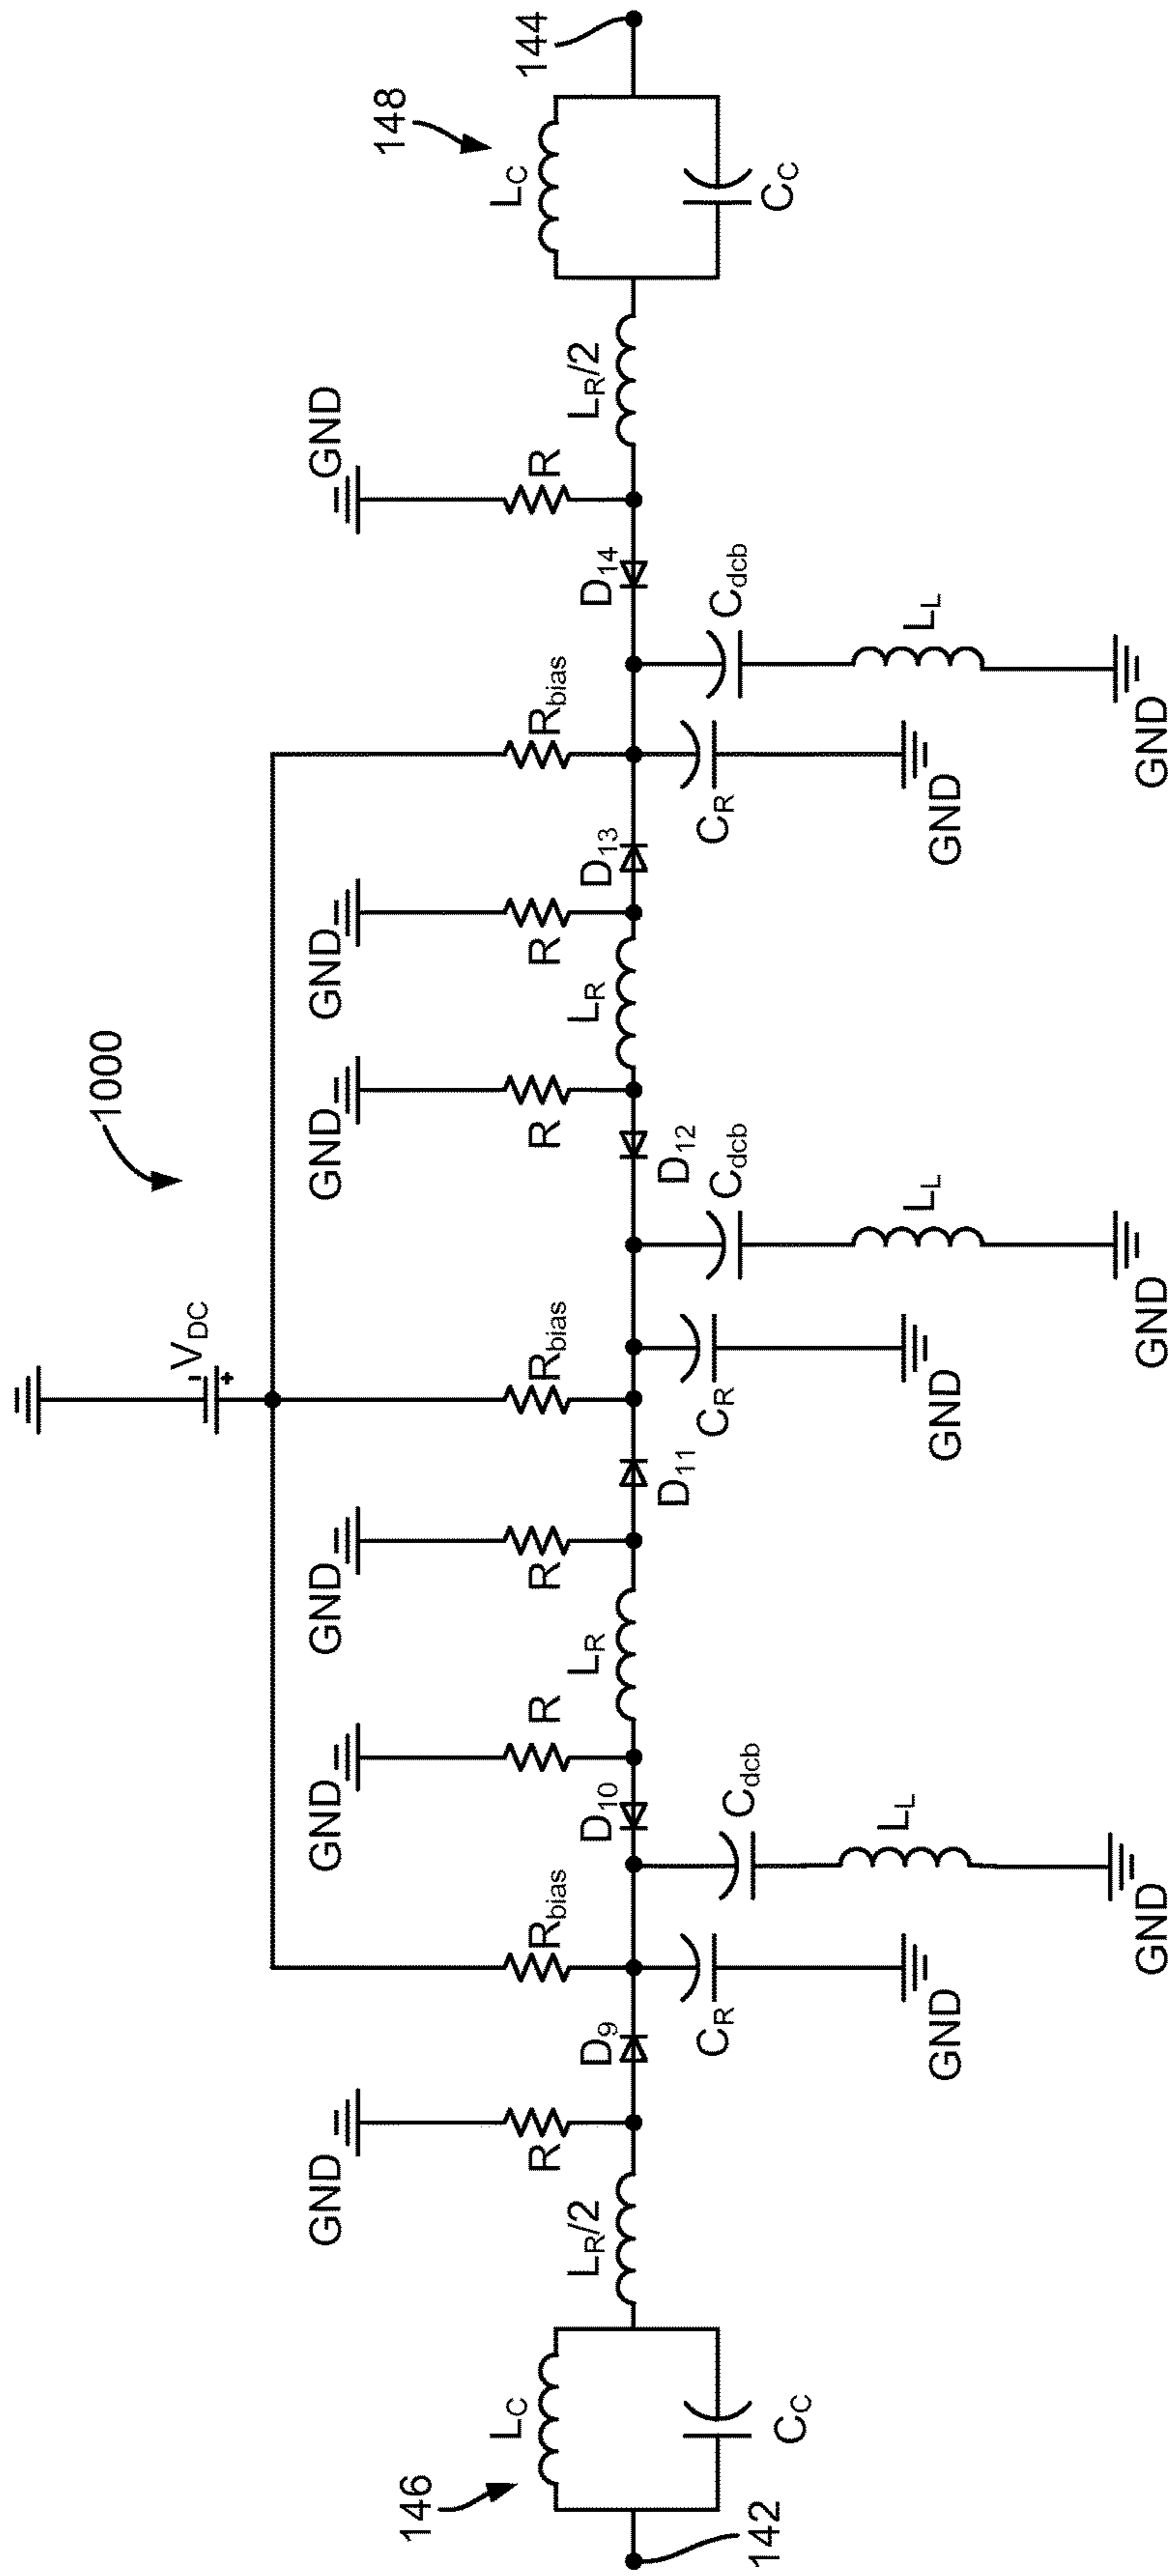 1000
V_DC
-
+
GND
GND
GND
GND
GND
GND
146
148
L_C
C_C
142
L_R/2
R
D_9
R_bias
C_R
GND
D_10
C_dcb
L_L
GND
R
L_R
R
D_11
R_bias
C_R
GND
D_12
C_dcb
L_L
GND
R
L_R
R
D_13
R_bias
C_R
GND
D_14
C_dcb
L_L
GND
R
L_R/2
L_C
C_C
144